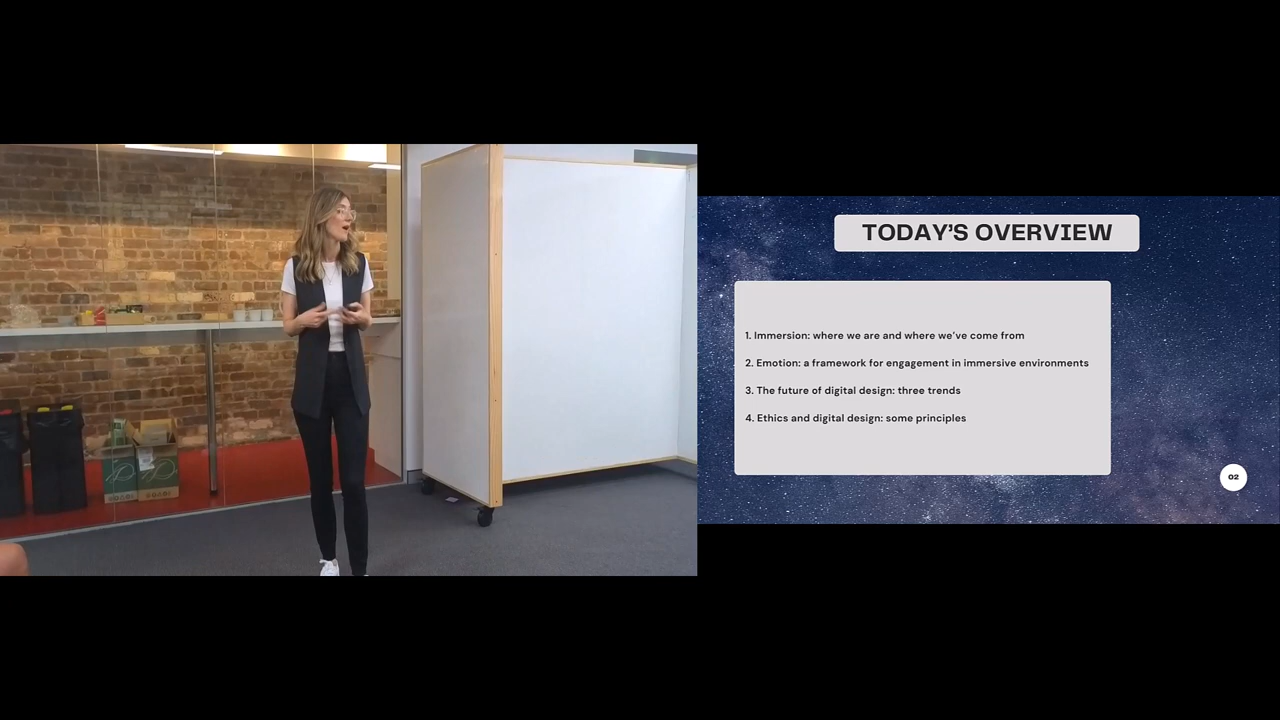 TODAY'S OVERVIEW
1. Immersion: where we are and where we've come from
2. Emotion: a framework for engagement in immersive environments
3. The future of digital design: three trends
4. Ethics and digital design: some principles
02